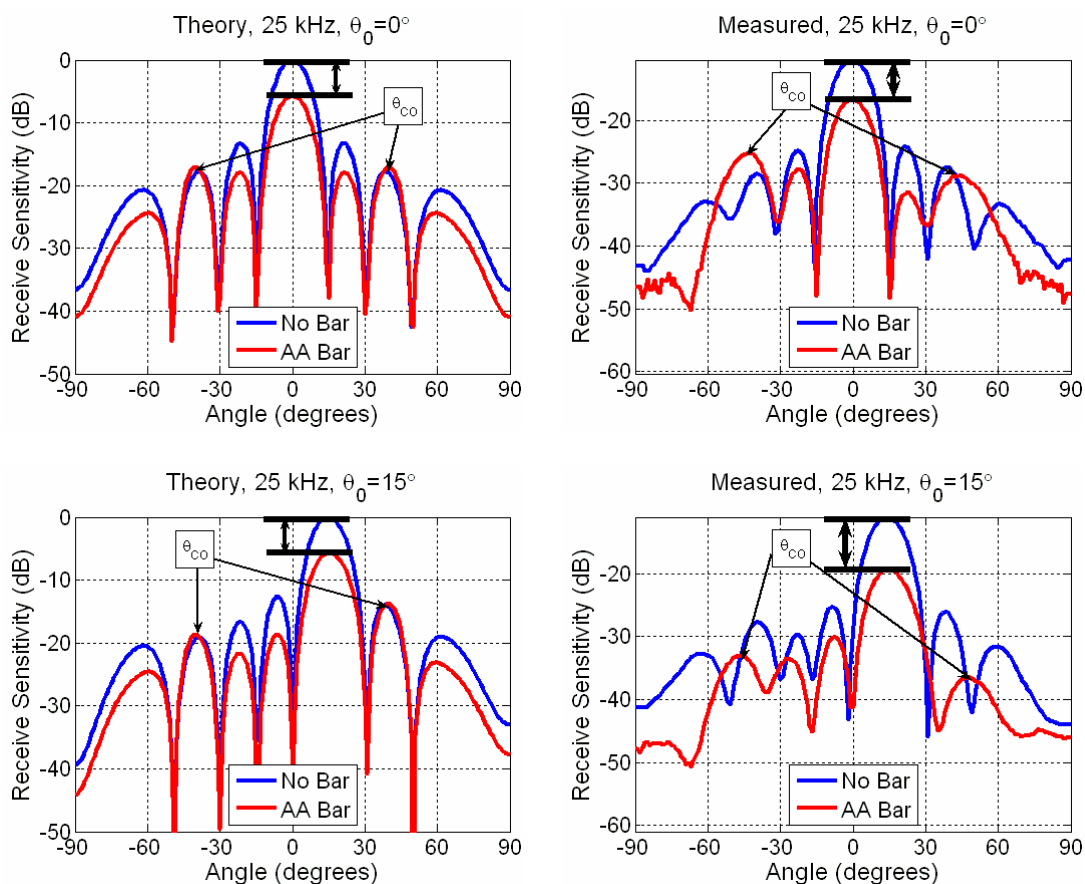 Theory, 25 kHz, θ0=0°
Receive Sensitivity (dB)
0
-10
-20
-30
-40
-50
θCO
No Bar
AA Bar
-90 -60 -30 0 30 60 90
Angle (degrees)
Measured, 25 kHz, θ0=0°
Receive Sensitivity (dB)
-20
-30
-40
-50
-60
θCO
No Bar
AA Bar
-90 -60 -30 0 30 60 90
Angle (degrees)
Theory, 25 kHz, θ0=15°
Receive Sensitivity (dB)
0
-10
-20
-30
-40
-50
θCO
No Bar
AA Bar
-90 -60 -30 0 30 60 90
Angle (degrees)
Measured, 25 kHz, θ0=15°
Receive Sensitivity (dB)
-20
-30
-40
-50
-60
θCO
No Bar
AA Bar
-90 -60 -30 0 30 60 90
Angle (degrees)